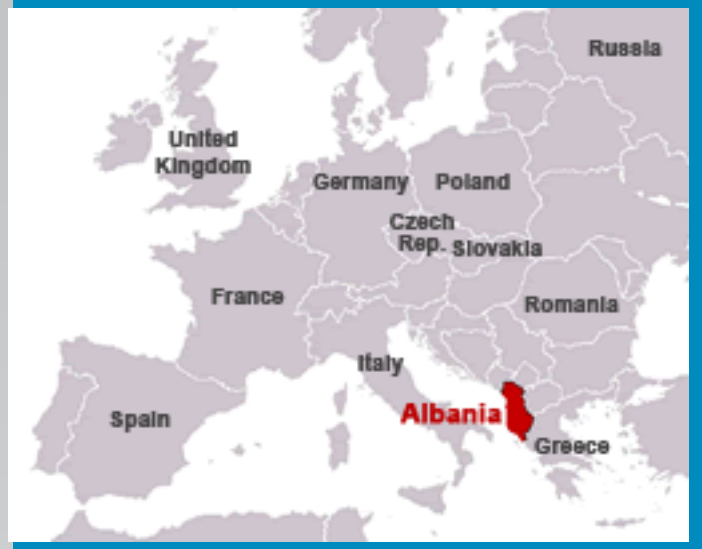 Russia
United
Kingdom
Germany
Poland
Czech
Rep.
Slovakia
France
Romania
Italy
Albania
Spain
Greece